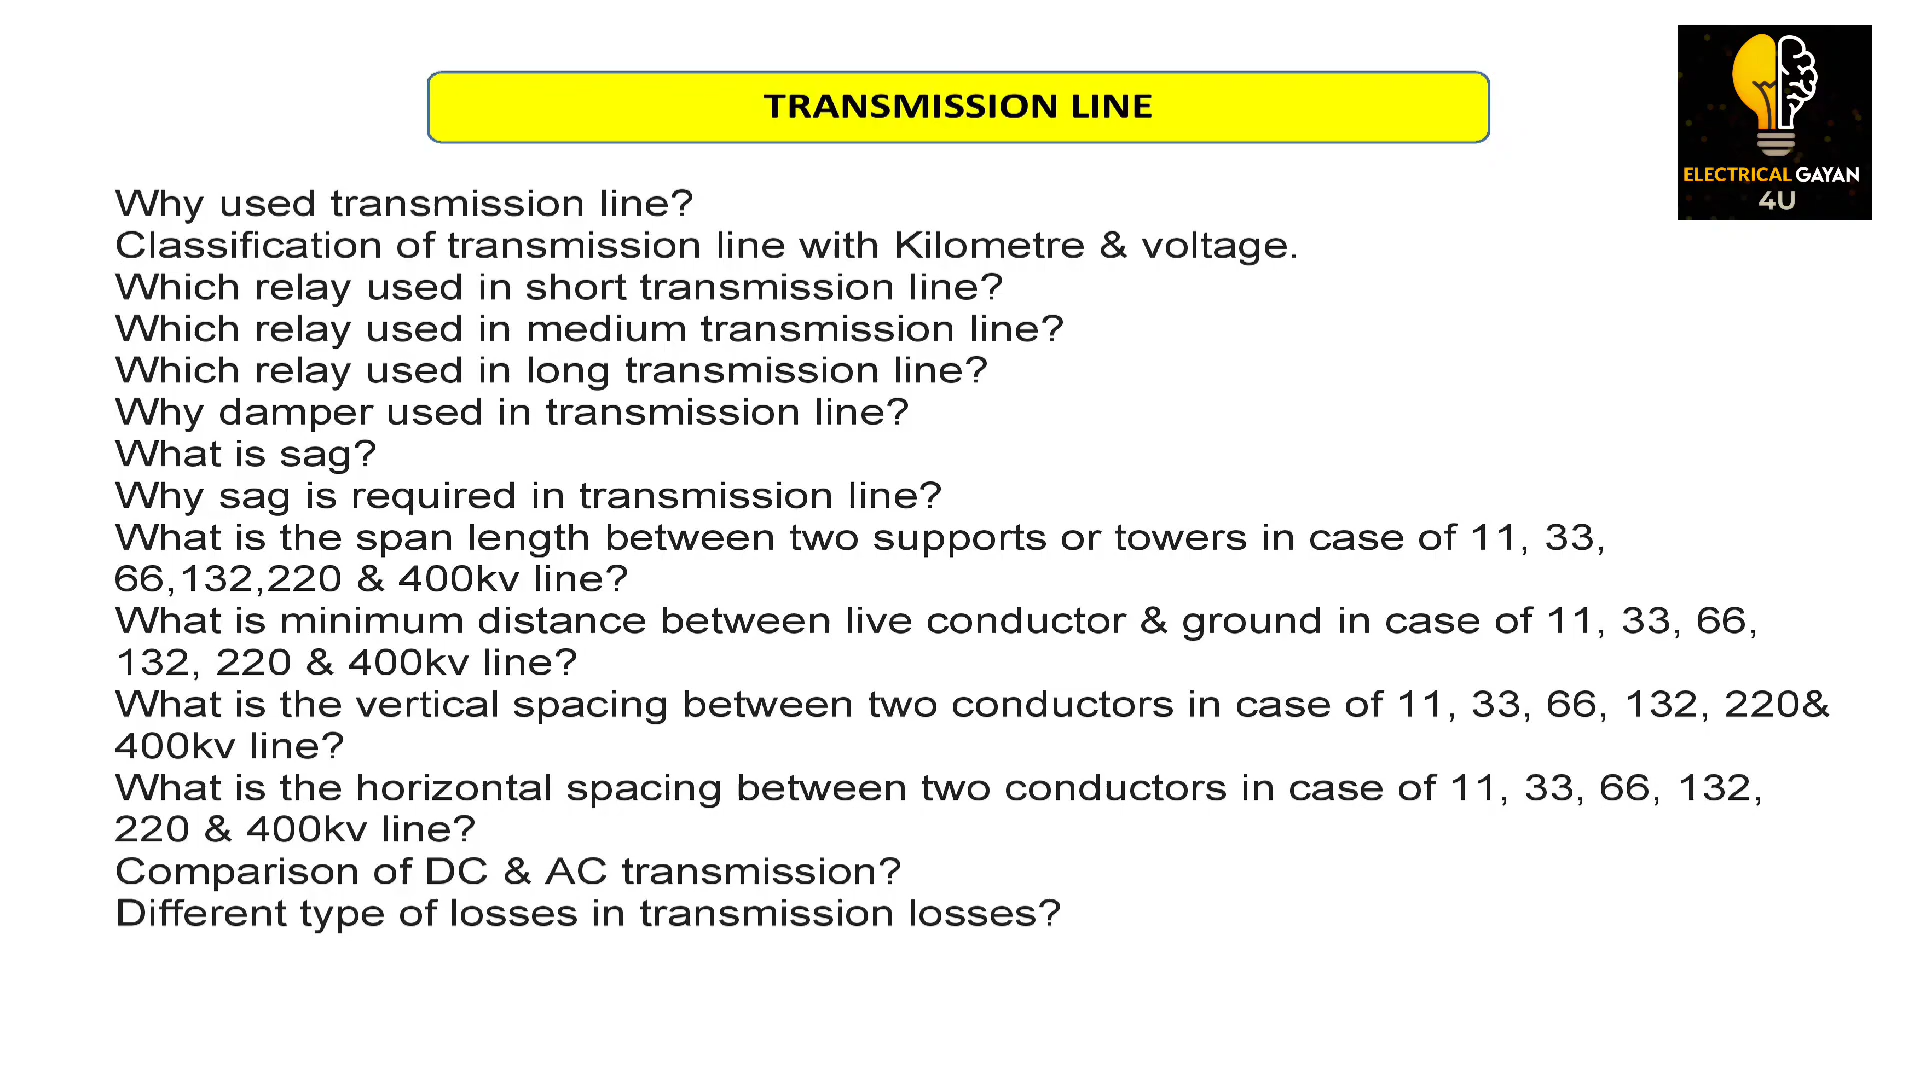 TRANSMISSION LINE
ELECTRICAL GAYAN
4U
Why used transmission line?
Classification of transmission line with Kilometre & voltage.
Which relay used in short transmission line?
Which relay used in medium transmission line?
Which relay used in long transmission line?
Why damper used in transmission line?
What is sag?
Why sag is required in transmission line?
What is the span length between two supports or towers in case of 11, 33,
66,132,220 & 400kv line?
What is minimum distance between live conductor & ground in case of 11, 33, 66,
132, 220 & 400kv line?
What is the vertical spacing between two conductors in case of 11, 33, 66, 132, 220&
400kv line?
What is the horizontal spacing between two conductors in case of 11, 33, 66, 132,
220 & 400kv line?
Comparison of DC & AC transmission?
Different type of losses in transmission losses?